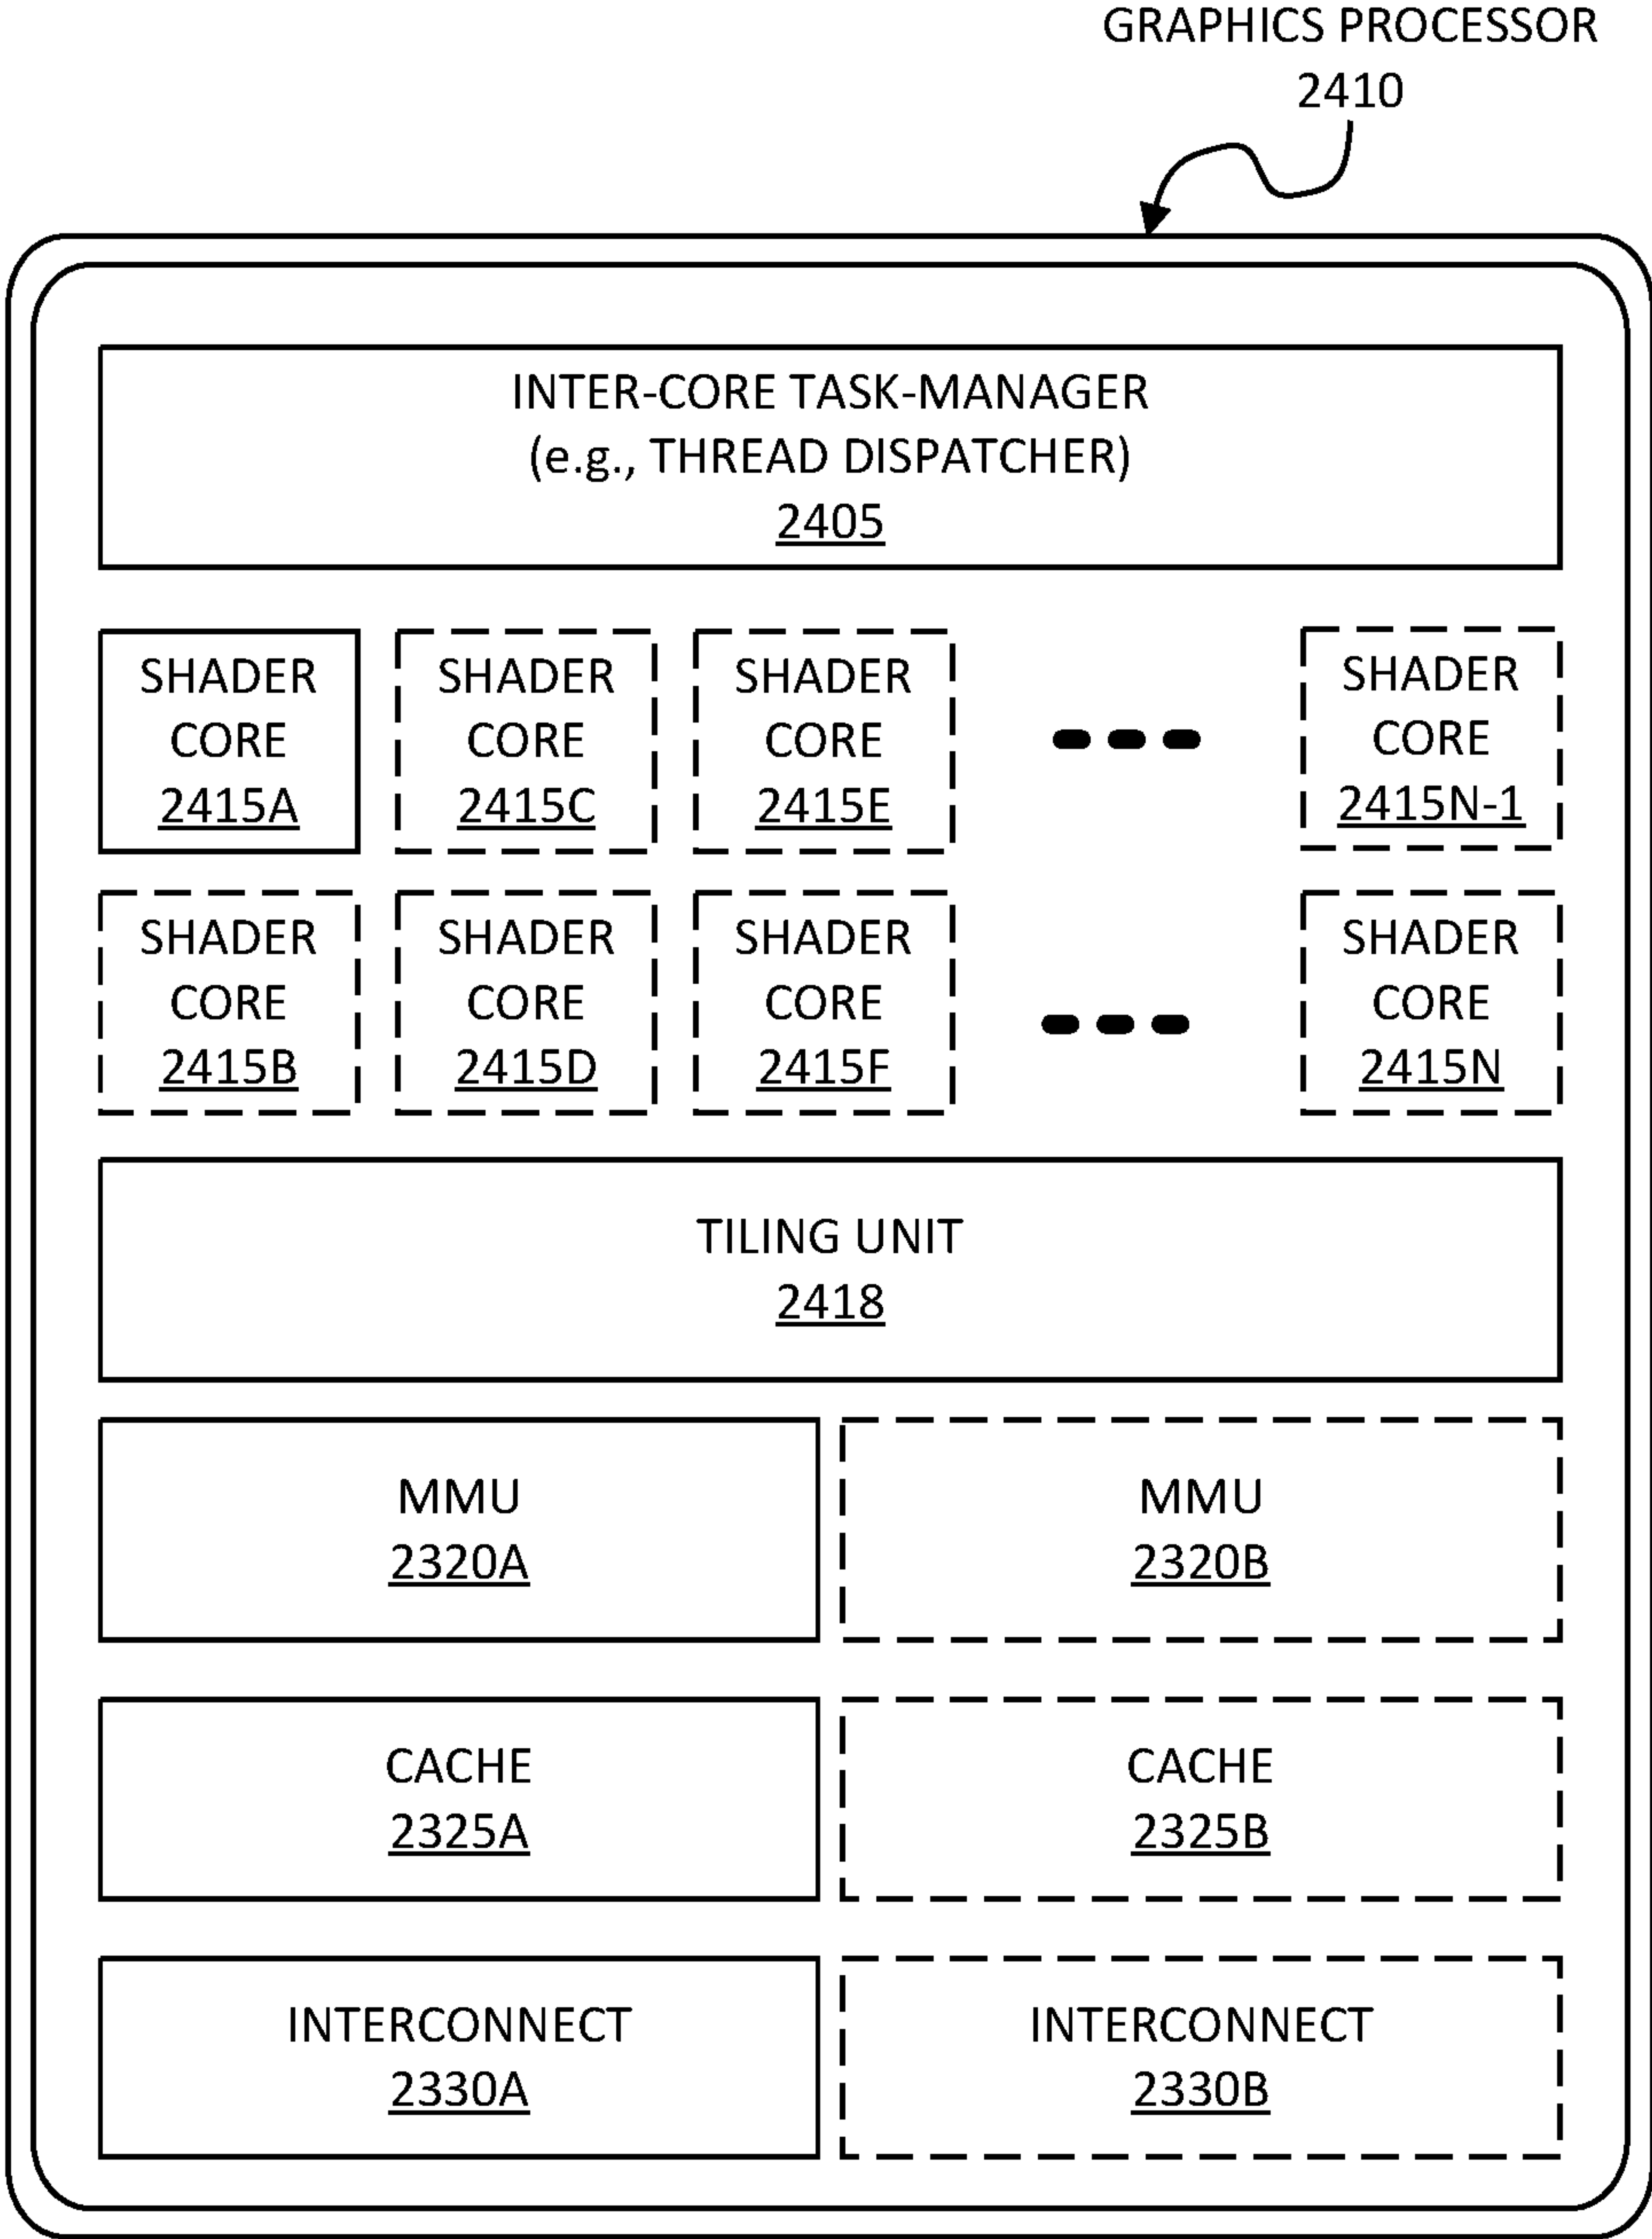 GRAPHICS PROCESSOR
2410
INTER-CORE TASK-MANAGER
(e.g., THREAD DISPATCHER)
2405
SHADER
CORE
2415A
SHADER
CORE
2415C
SHADER
CORE
2415E
SHADER
CORE
2415N-1
SHADER
CORE
2415B
SHADER
CORE
2415D
SHADER
CORE
2415F
SHADER
CORE
2415N
TILING UNIT
2418
MMU
2320A
MMU
2320B
CACHE
2325A
CACHE
2325B
INTERCONNECT
2330A
INTERCONNECT
2330B